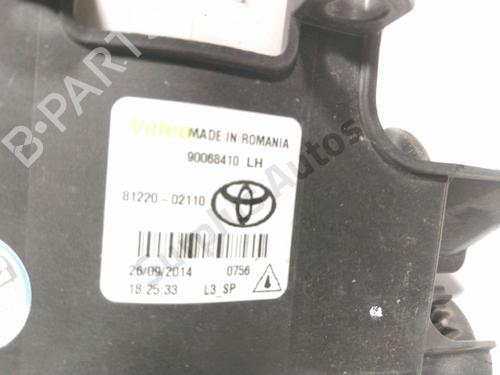 B-PARTS
Valeo MADE IN ROMANIA
90068410 LH
81220-02110
26/09/2014 0756
18:25:33 L3_SP